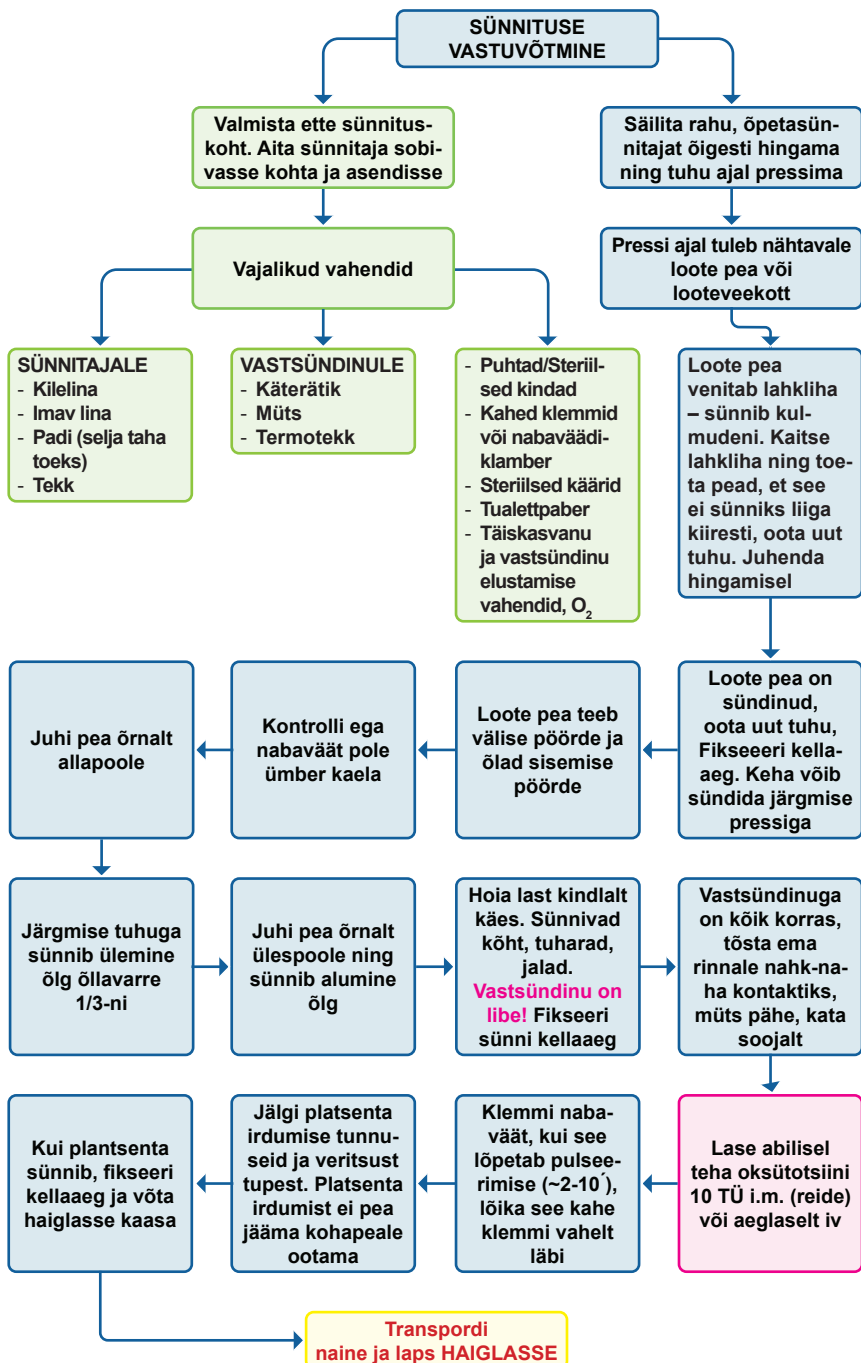 SÜNNITUSE
VASTUVÕTMINE
Valmista ette sünnitus-
koht. Aita sünnitaja sobi-
vasse kohta ja asendisse
Säilita rahu, õpetasün-
nitajat õigesti hingama
ning tuhu ajal pressima
Vajalikud vahendid
Pressi ajal tuleb nähtavale
loote pea või
looteveekott
SÜNNITAJALE
- Kilelina
- Imav lina
- Padi (selja taha
toeks)
- Tekk
VASTSÜNDINULE
- Käterätik
- Müts
- Termotekk
- Puhtad/Steriil-
sed kindad
- Kahed klemmid
või nabaväädi-
klamber
- Steriilsed käärid
- Tualettpaber
- Täiskasvanu
ja vastsündinu
elustamise
vahendid, O₂
Loote pea
venitab lahkliha
– sünnib kul-
mudeni. Kaitse
lahkliha ning toe-
ta pead, et see
ei sünniks liiga
kiiresti, oota uut
tuhu. Juhenda
hingamisel
Loote pea on
sündinud,
oota uut tuhu,
Fikseeeri kella-
aeg. Keha võib
sündida järgmise
pressiga
Loote pea teeb
välise pöörde ja
õlad sisemise
pöörde
Kontrolli ega
nabaväät pole
ümber kaela
Juhi pea õrnalt
allapoole
Järgmise tuhuga
sünnib ülemine
õlg õllavarre
1/3-ni
Juhi pea õrnalt
ülespoole ning
sünnib alumine
õlg
Hoia last kindlalt
käes. Sünnivad
kõht, tuharad,
jalad.
Vastsündinu on
libe! Fikseeri
sünni kellaaeg
Vastsündinuga
on kõik korras,
tõsta ema
rinnale nahk-na-
ha kontaktiks,
müts pähe, kata
soojalt
Lase abilisel
teha oksütotsiini
10 TÜ i.m. (reide)
või aeglaselt iv
Klemmi naba-
väät, kui see
lõpetab pulsee-
rimise (~2-10´),
lõika see kahe
klemmi vahelt
läbi
Jälgi platsenta
irdumise tunnu-
seid ja veritsust
tupest. Platsenta
irdumist ei pea
jääma kohapeale
ootama
Kui plantsenta
sünnib, fikseeri
kellaaeg ja võta
haiglasse kaasa
Transpordi
naine ja laps HAIGLASSE